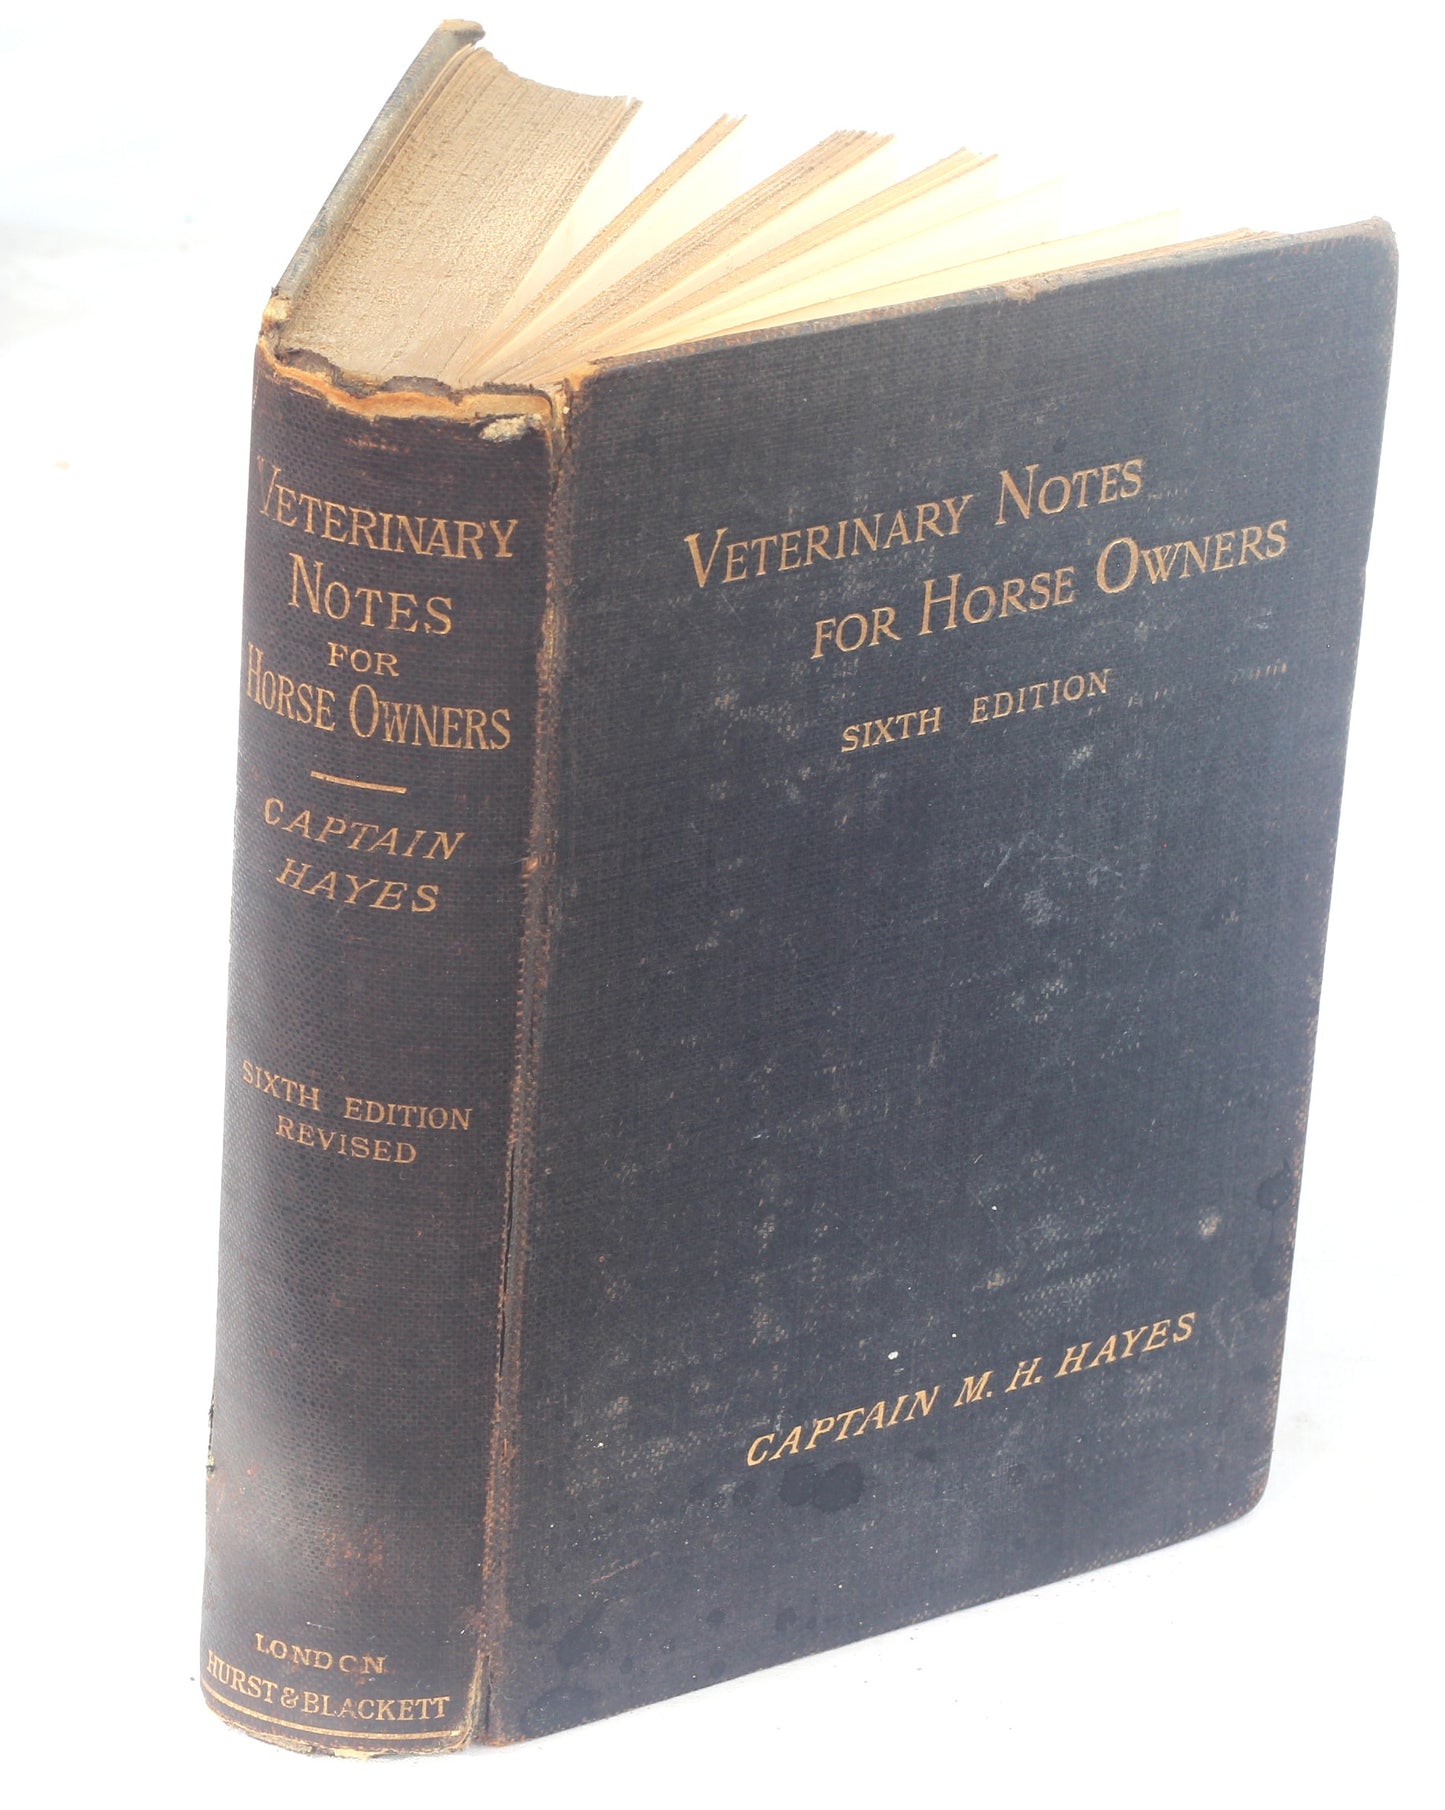 VETERINARY
NOTES
FOR
HORSE OWNERS
CAPTAIN
HAYES
SIXTH EDITION
REVISED
LONDON
HURST & BLACKETT
VETERINARY NOTES
FOR HORSE OWNERS
SIXTH EDITION
CAPTAIN M. H. HAYES